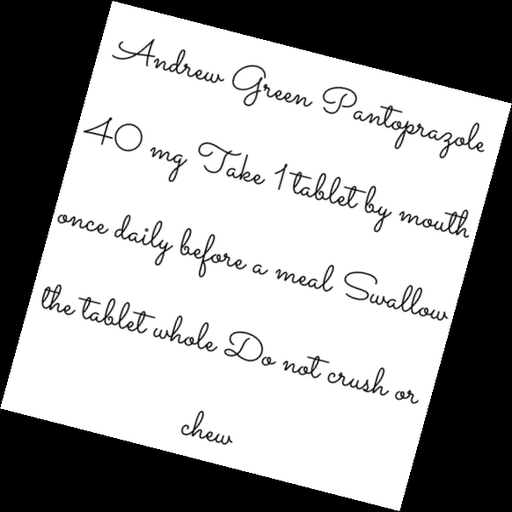 Andrew Green Pantoprazole
40 mg Take 1 tablet by mouth
once daily before a meal Swallow
the tablet whole Do not crush or
chew